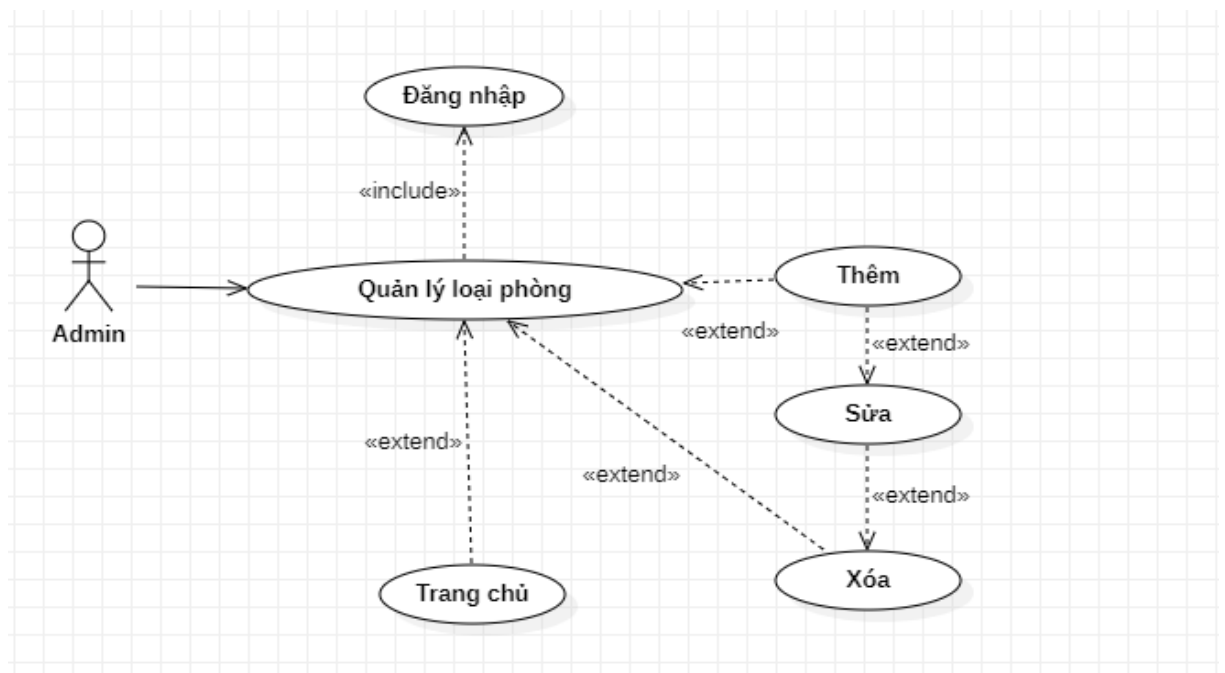 Đăng nhập
«include»
Thêm
Quản lý loại phòng
Admin
«extend»
«extend»
Sửa
«extend»
«extend»
«extend»
Xóa
Trang chủ